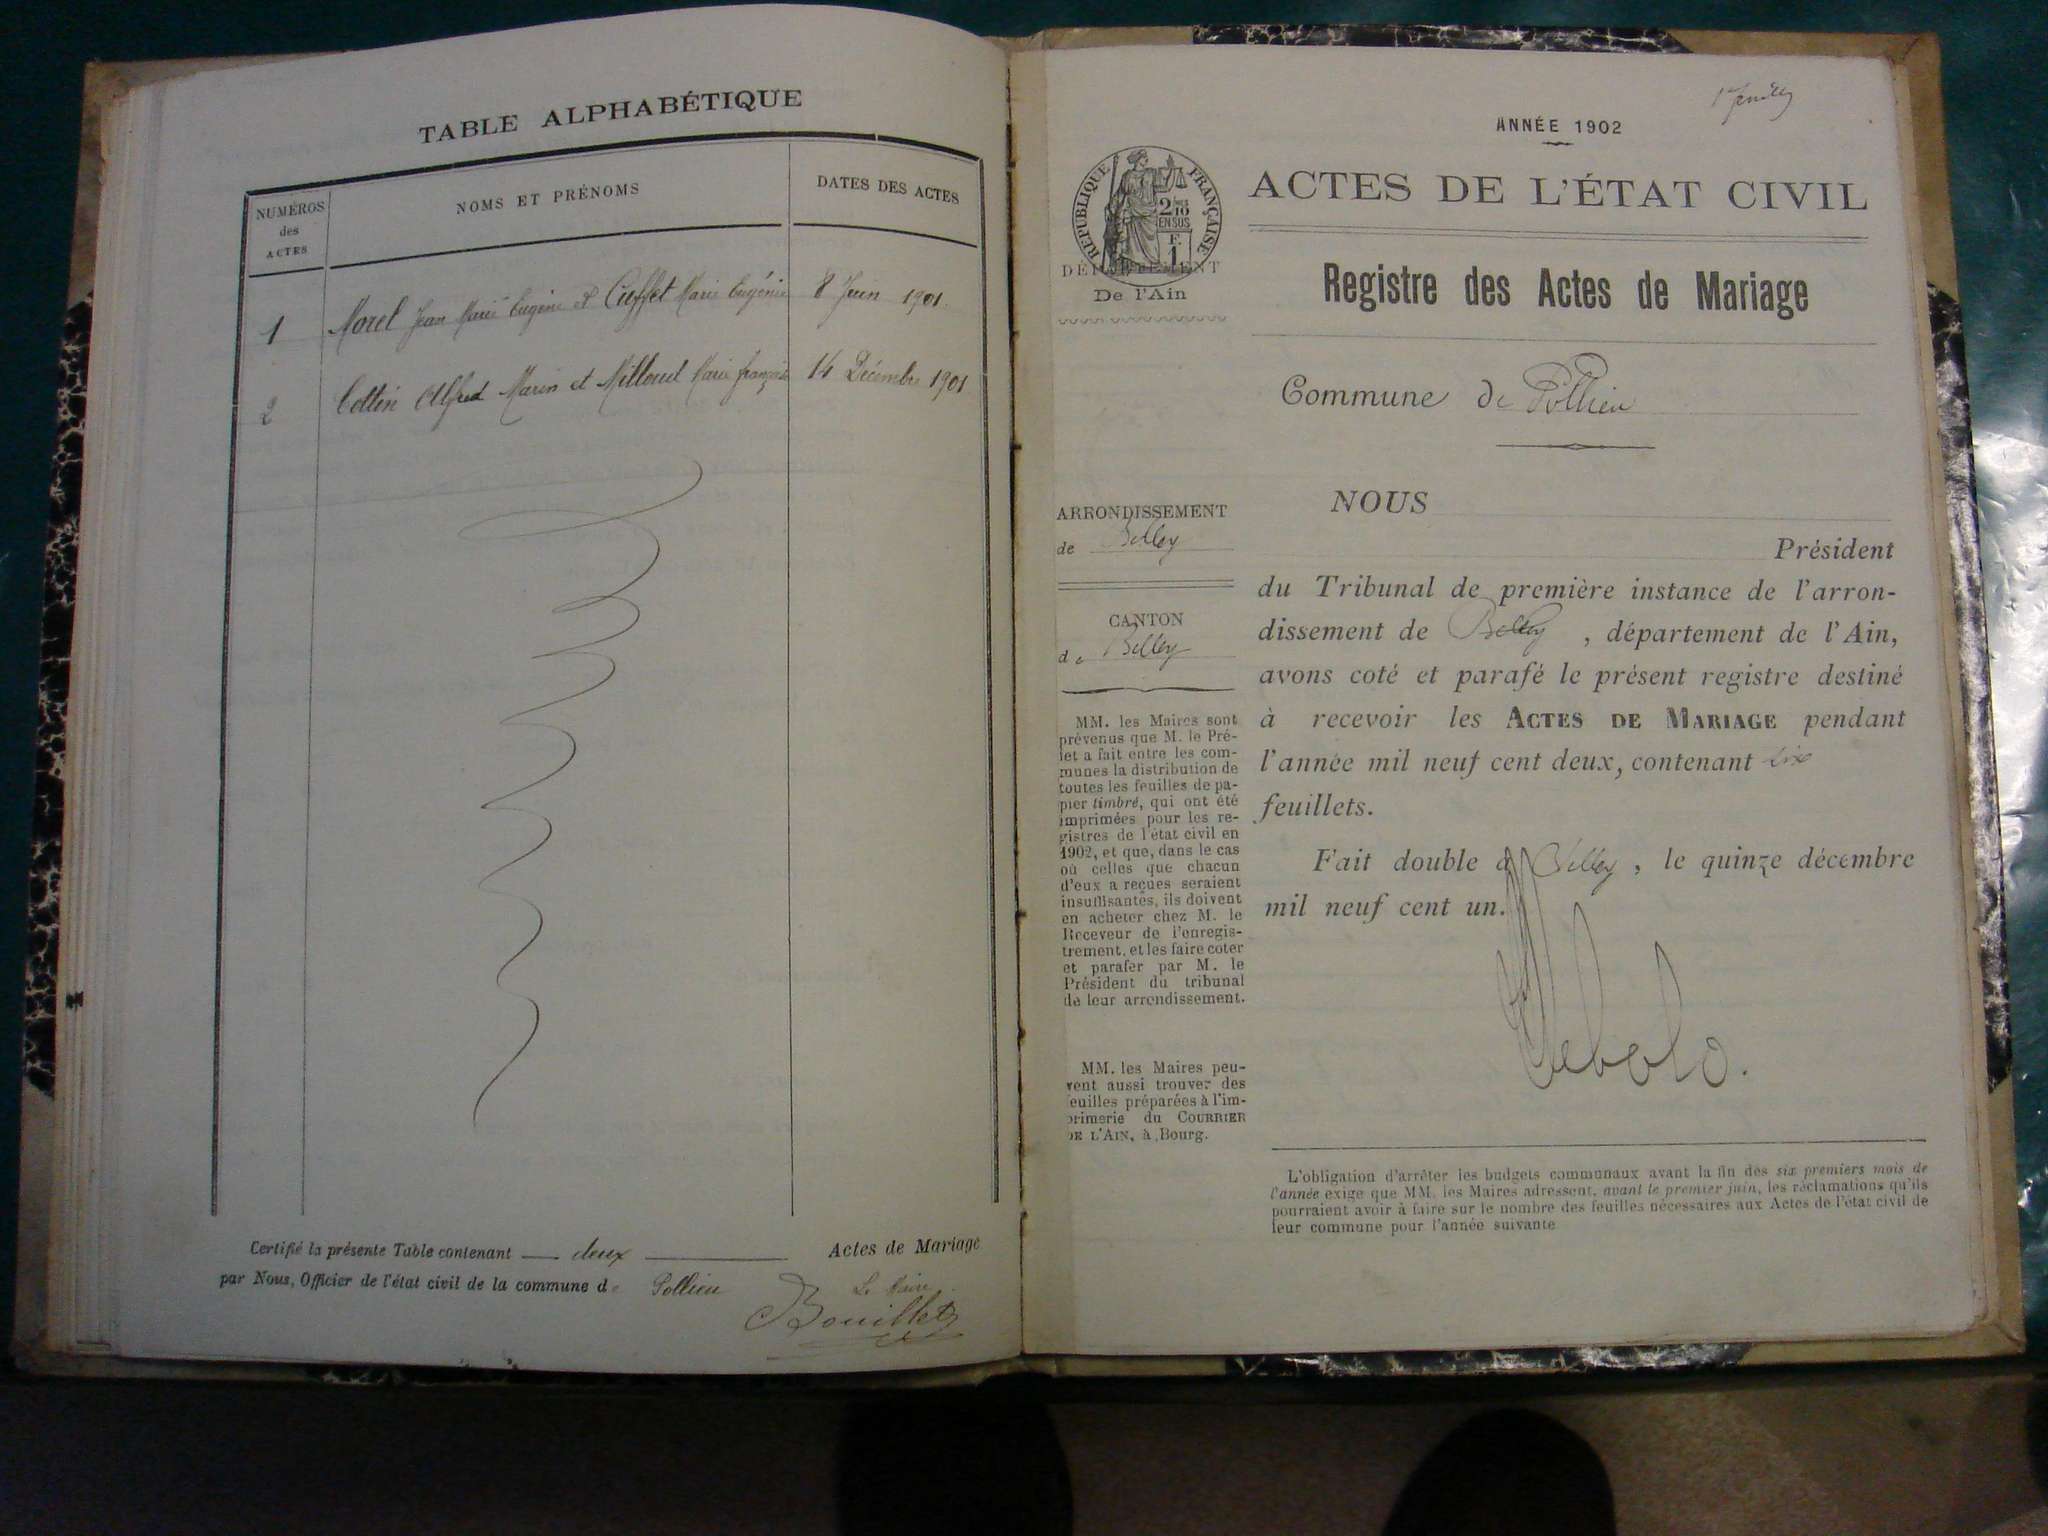 TABLE ALPHABÉTIQUE
NUMÉROS
des
ACTES
NOMS ET PRÉNOMS
DATES DES ACTES
1 Morel Jean Marie Eugène et Cuffet Marie Eugénie 8 Juin 1901.
2 Cottin Alfred Marin et Milloud Marie françoise 14 Décembre 1901
Certifié la présente Table contenant deux Actes de Mariage
par Nous, Officier de l'état civil de la commune de Pollieu
Le Maire
Bouillet
ANNÉE 1902
RÉPUBLIQUE FRANÇAISE
2/10
EN SUS
F.
1
DÉPARTEMENT
De l'Ain
ACTES DE L'ÉTAT CIVIL
Registre des Actes de Mariage
Commune de Pollieu
ARRONDISSEMENT
de Belley
CANTON
de Belley
MM. les Maires sont
prévenus que M. le Pré-
fet a fait entre les com-
munes la distribution de
toutes les feuilles de pa-
pier timbré, qui ont été
imprimées pour les re-
gistres de l'état civil en
1902, et que, dans le cas
où celles que chacun
d'eux a reçues seraient
insuffisantes, ils doivent
en acheter chez M. le
Receveur de l'enregis-
trement, et les faire coter
et parafer par M. le
Président du tribunal
de leur arrondissement.
MM. les Maires peu-
vent aussi trouver des
feuilles préparées à l'im-
primerie du COURRIER
DE L'AIN, à Bourg.
NOUS
Président
du Tribunal de première instance de l'arron-
dissement de Belley, département de l'Ain,
avons coté et parafé le présent registre destiné
à recevoir les ACTES DE MARIAGE pendant
l'année mil neuf cent deux, contenant six
feuillets.
Fait double à Belley, le quinze décembre
mil neuf cent un.
L'obligation d'arrêter les budgets communaux avant la fin des six premiers mois de
l'année exige que MM. les Maires adressent, avant le premier juin, les réclamations qu'ils
pourraient avoir à faire sur le nombre des feuilles nécessaires aux Actes de l'état civil de
leur commune pour l'année suivante